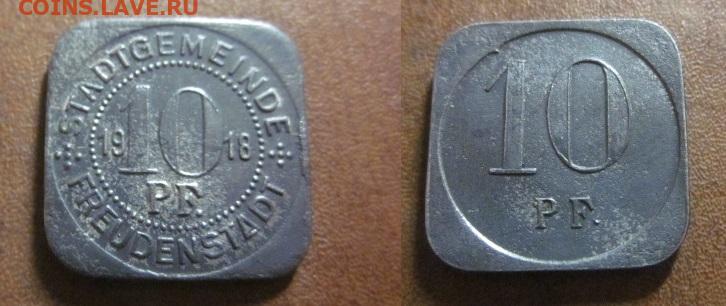 COINS.LAVE.RU
STADTGEMEINDE
10
19 18
PF.
FREUDENSTADT
10
PF.